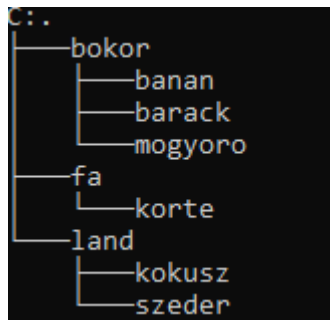 C:.
├───bokor
│   ├───banan
│   ├───barack
│   └───mogyoro
├───fa
│   └───korte
└───land
    ├───kokusz
    └───szeder